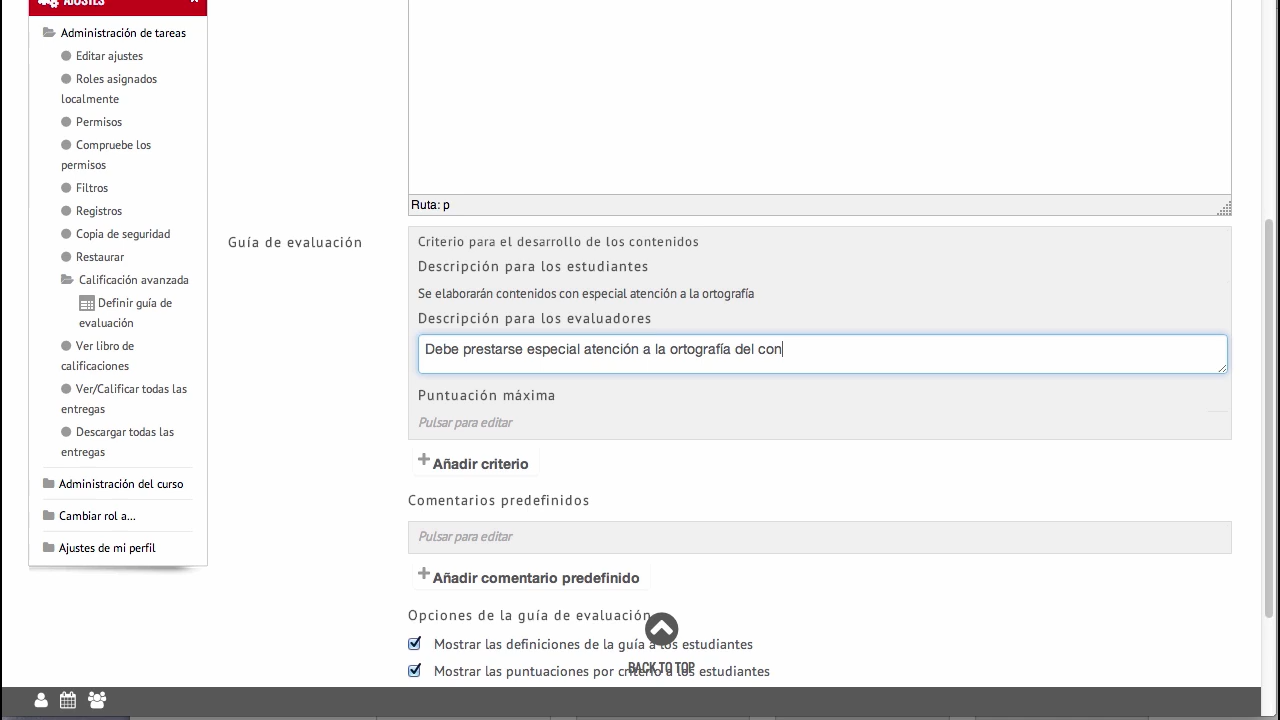 AJUSTES
Administración de tareas
Editar ajustes
Roles asignados
localmente
Permisos
Compruebe los
permisos
Filtros
Registros
Copia de seguridad
Restaurar
Calificación avanzada
Definir guía de
evaluación
Ver libro de
calificaciones
Ver/Calificar todas las
entregas
Descargar todas las
entregas
Administración del curso
Cambiar rol a...
Ajustes de mi perfil
Ruta: p
Guía de evaluación
Criterio para el desarrollo de los contenidos
Descripción para los estudiantes
Se elaborarán contenidos con especial atención a la ortografía
Descripción para los evaluadores
Debe prestarse especial atención a la ortografía del con
Puntuación máxima
Pulsar para editar
Añadir criterio
Comentarios predefinidos
Pulsar para editar
Añadir comentario predefinido
Opciones de la guía de evaluación
Mostrar las definiciones de la guía a los estudiantes
BACK TO TOP
Mostrar las puntuaciones por criterio a los estudiantes